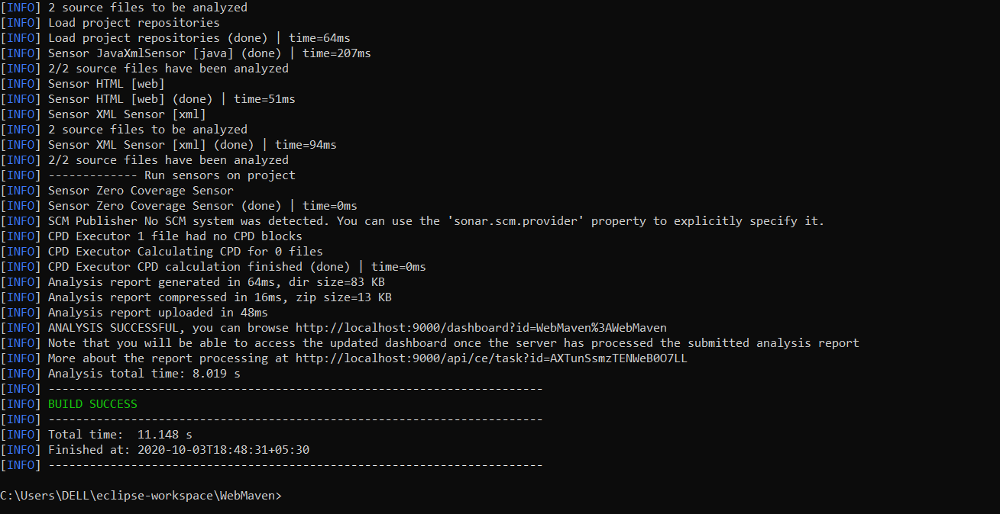 [INFO] 2 source files to be analyzed
[INFO] Load project repositories
[INFO] Load project repositories (done) | time=64ms
[INFO] Sensor JavaXmlSensor [java] (done) | time=207ms
[INFO] 2/2 source files have been analyzed
[INFO] Sensor HTML [web]
[INFO] Sensor HTML [web] (done) | time=51ms
[INFO] Sensor XML Sensor [xml]
[INFO] 2 source files to be analyzed
[INFO] Sensor XML Sensor [xml] (done) | time=94ms
[INFO] 2/2 source files have been analyzed
[INFO] ------------- Run sensors on project
[INFO] Sensor Zero Coverage Sensor
[INFO] Sensor Zero Coverage Sensor (done) | time=0ms
[INFO] SCM Publisher No SCM system was detected. You can use the 'sonar.scm.provider' property to explicitly specify it.
[INFO] CPD Executor 1 file had no CPD blocks
[INFO] CPD Executor Calculating CPD for 0 files
[INFO] CPD Executor CPD calculation finished (done) | time=0ms
[INFO] Analysis report generated in 64ms, dir size=83 KB
[INFO] Analysis report compressed in 16ms, zip size=13 KB
[INFO] Analysis report uploaded in 48ms
[INFO] ANALYSIS SUCCESSFUL, you can browse http://localhost:9000/dashboard?id=WebMaven%3AWebMaven
[INFO] Note that you will be able to access the updated dashboard once the server has processed the submitted analysis report
[INFO] More about the report processing at http://localhost:9000/api/ce/task?id=AXTunSsmzTENWeB0O7LL
[INFO] Analysis total time: 8.019 s
[INFO] ------------------------------------------------------------------------
[INFO] BUILD SUCCESS
[INFO] ------------------------------------------------------------------------
[INFO] Total time:  11.148 s
[INFO] Finished at: 2020-10-03T18:48:31+05:30
[INFO] ------------------------------------------------------------------------
C:\Users\DELL\eclipse-workspace\WebMaven>